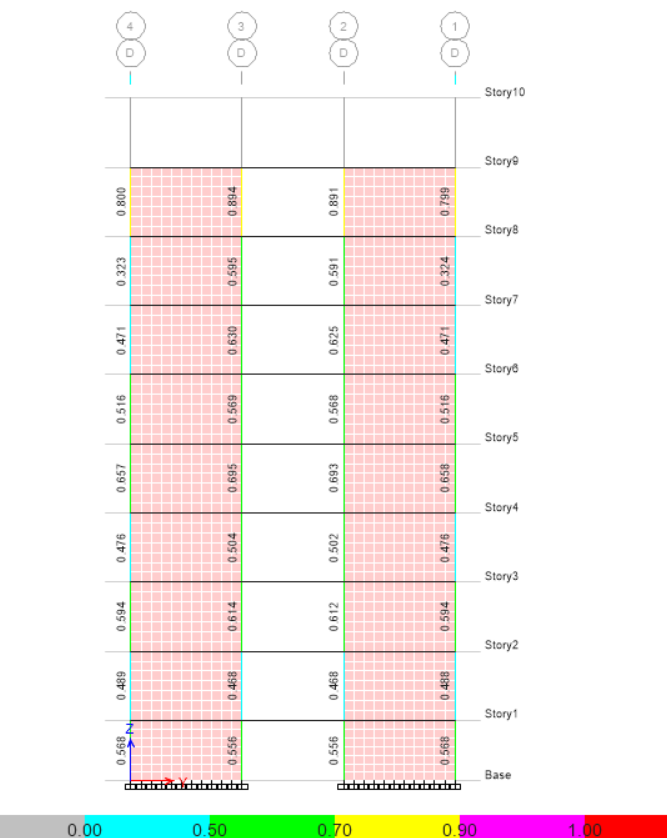 4 3 2 1
D D D D
Story10
Story9
0.800 0.894 0.891 0.799
Story8
0.323 0.595 0.591 0.324
Story7
0.471 0.630 0.625 0.471
Story6
0.516 0.569 0.568 0.516
Story5
0.657 0.695 0.693 0.658
Story4
0.476 0.504 0.502 0.476
Story3
0.594 0.614 0.612 0.594
Story2
0.489 0.468 0.468 0.488
Story1
Z
0.568 0.556 0.556 0.568
Y
Base
0.00 0.50 0.70 0.90 1.00